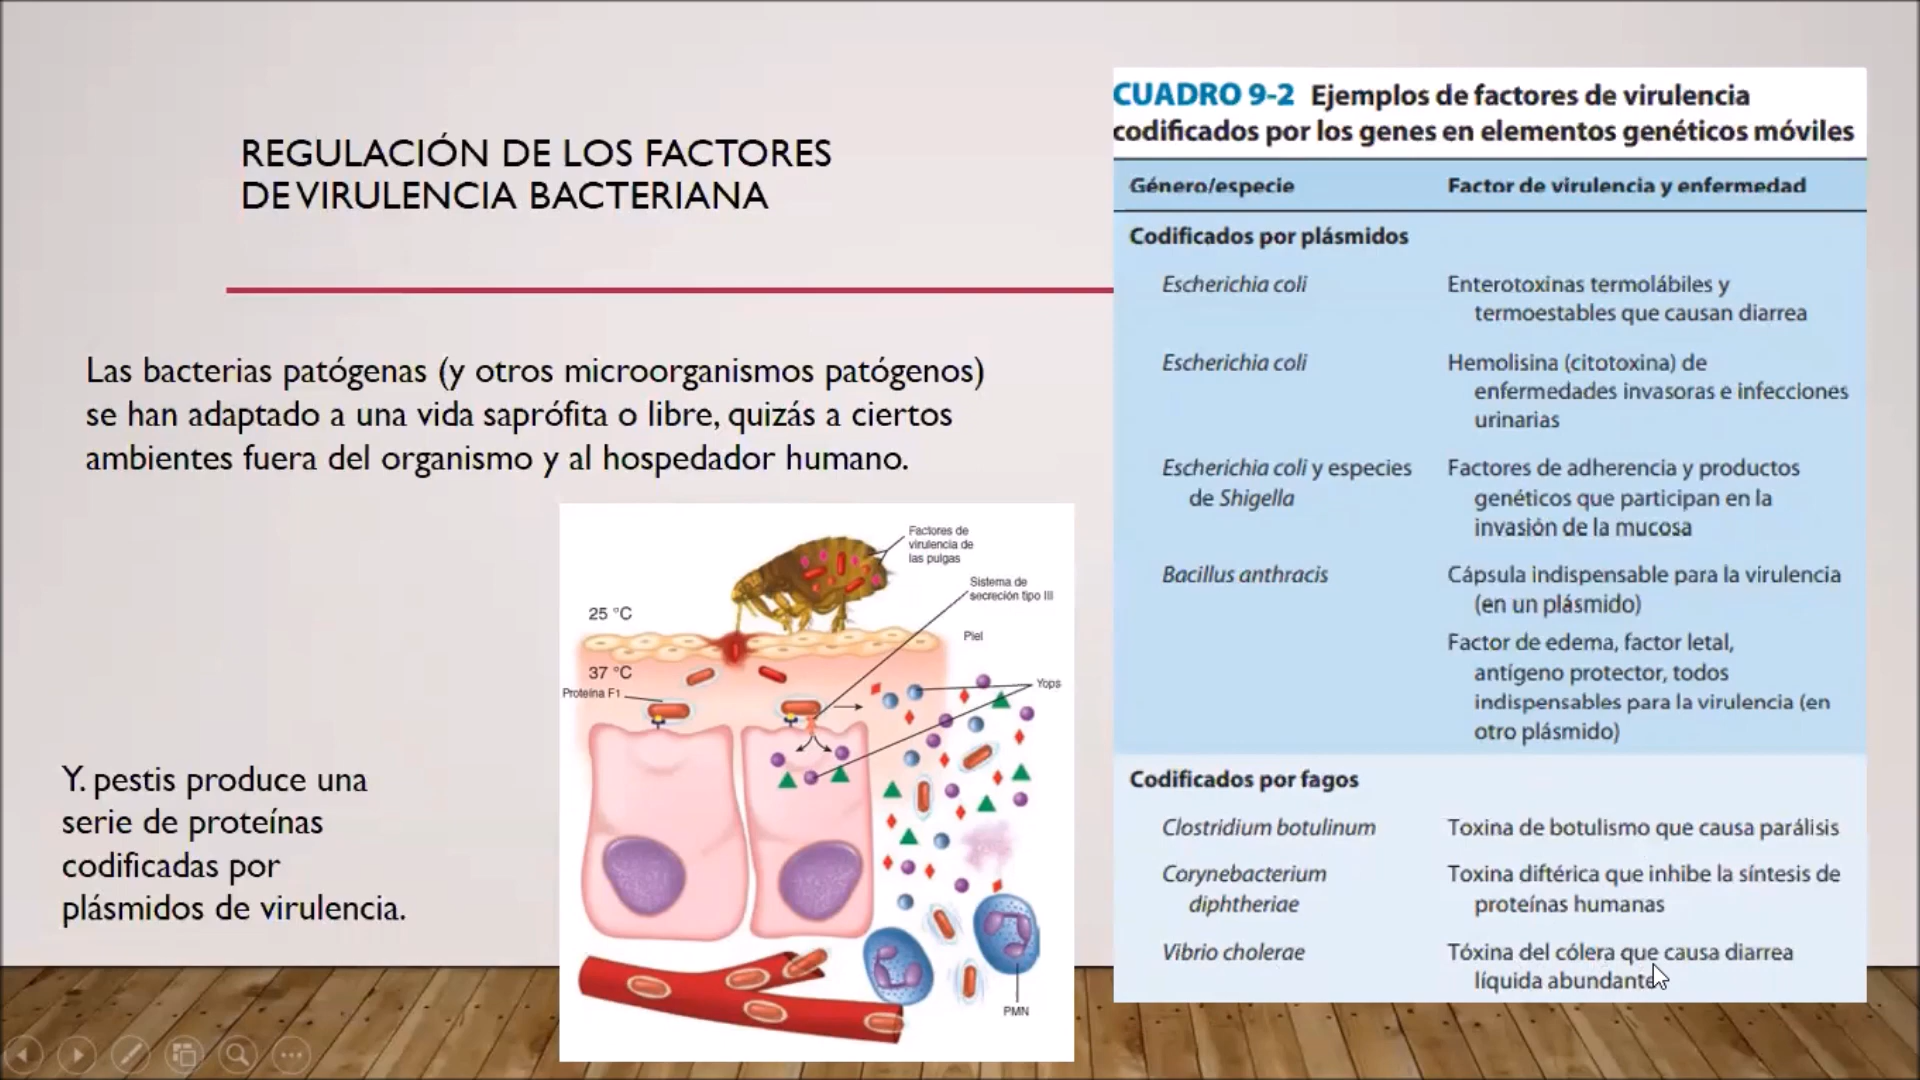 REGULACIÓN DE LOS FACTORES
DE VIRULENCIA BACTERIANA
Las bacterias patógenas (y otros microorganismos patógenos)
se han adaptado a una vida saprófita o libre, quizás a ciertos
ambientes fuera del organismo y al hospedador humano.
Y. pestis produce una
serie de proteínas
codificadas por
plásmidos de virulencia.
Factores de
virulencia de
las pulgas
Sistema de
secreción tipo III
25 °C
Piel
37 °C
Proteína F1
Yops
PMN
CUADRO 9-2 Ejemplos de factores de virulencia
codificados por los genes en elementos genéticos móviles
Género/especie Factor de virulencia y enfermedad
Codificados por plásmidos
Escherichia coli Enterotoxinas termolábiles y
termoestables que causan diarrea
Escherichia coli Hemolisina (citotoxina) de
enfermedades invasoras e infecciones
urinarias
Escherichia coli y especies Factores de adherencia y productos
de Shigella genéticos que participan en la
invasión de la mucosa
Bacillus anthracis Cápsula indispensable para la virulencia
(en un plásmido)
Factor de edema, factor letal,
antígeno protector, todos
indispensables para la virulencia (en
otro plásmido)
Codificados por fagos
Clostridium botulinum Toxina de botulismo que causa parálisis
Corynebacterium Toxina diftérica que inhibe la síntesis de
diphtheriae proteínas humanas
Vibrio cholerae Tóxina del cólera que causa diarrea
líquida abundante